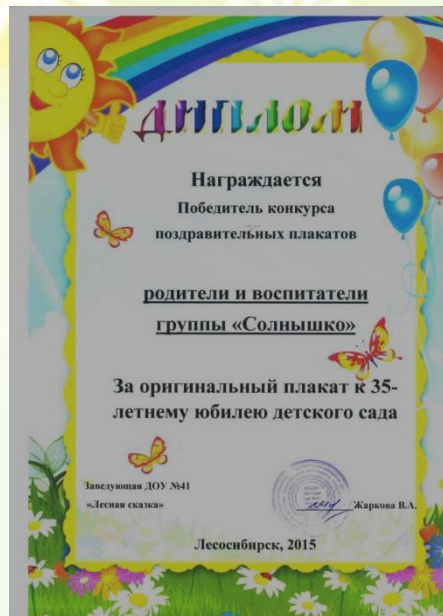 ДИПЛОМ
Награждается
Победитель конкурса
поздравительных плакатов
родители и воспитатели
группы «Солнышко»
За оригинальный плакат к 35-
летнему юбилею детского сада
Заведующая ДОУ №41
«Лесная сказка»
Жаркова В.А.
Лесосибирск, 2015